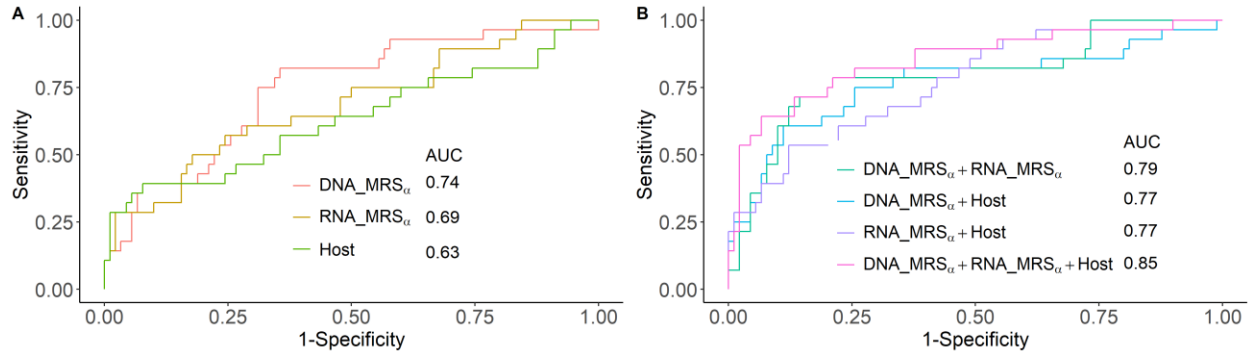 A
1.00
0.75
0.50
0.25
0.00
Sensitivity
AUC
DNA_MRSα 0.74
RNA_MRSα 0.69
Host 0.63
0.00 0.25 0.50 0.75 1.00
1-Specificity
B
1.00
0.75
0.50
0.25
0.00
Sensitivity
AUC
DNA_MRSα + RNA_MRSα 0.79
DNA_MRSα + Host 0.77
RNA_MRSα + Host 0.77
DNA_MRSα + RNA_MRSα + Host 0.85
0.00 0.25 0.50 0.75 1.00
1-Specificity